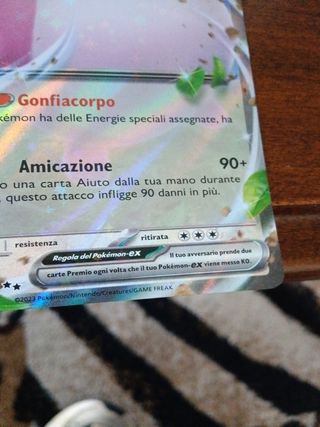 Gonfiacorpo
kémon ha delle Energie speciali assegnate, ha
Amicazione 90+
o una carta Aiuto dalla tua mano durante
, questo attacco infligge 90 danni in più.
resistenza ritirata
Regola dei Pokémon-ex Il tuo avversario prende due
carte Premio ogni volta che il tuo Pokémon-ex viene messo KO.
©2023 Pokémon/Nintendo/Creatures/GAME FREAK